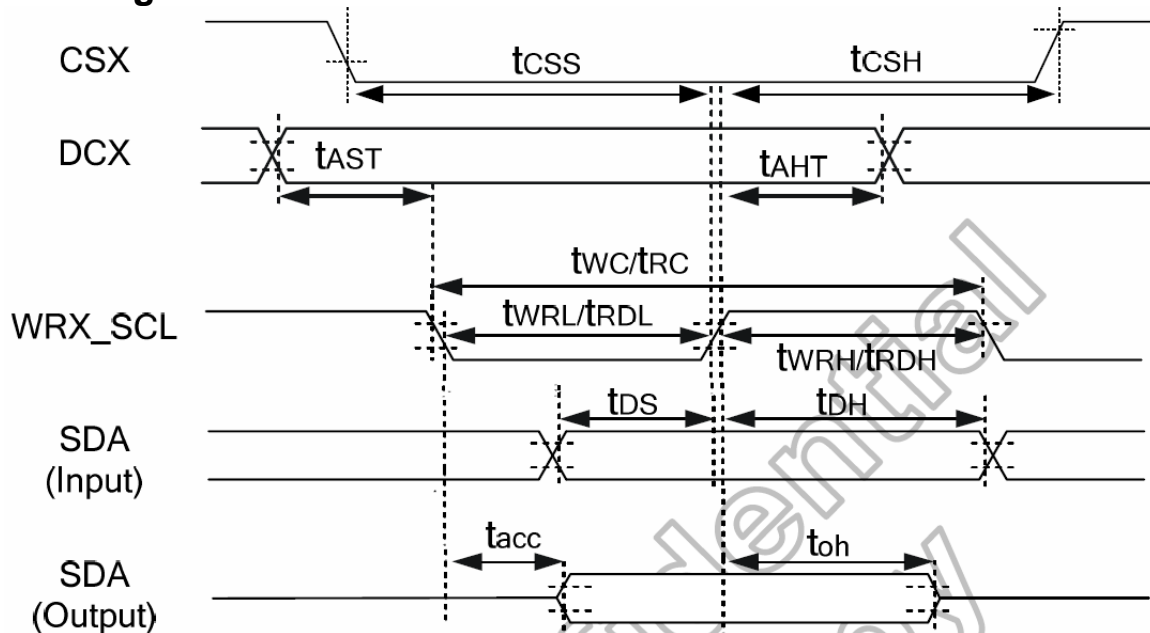 CSX
tCSS
tCSH
DCX
tAST
tAHT
tWC/tRC
WRX_SCL
tWRL/tRDL
tWRH/tRDH
tDS
tDH
SDA
(Input)
tacc
toh
SDA
(Output)